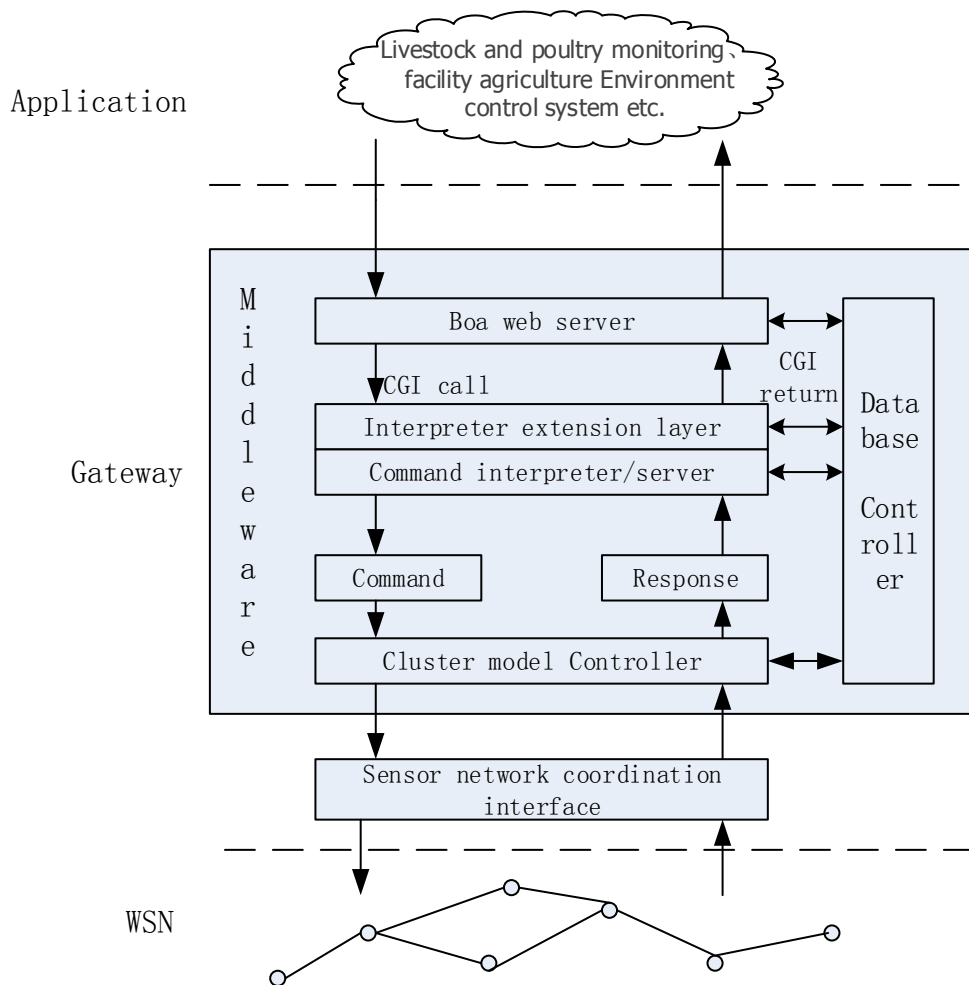 Livestock and poultry monitoring、
facility agriculture Environment
control system etc.
Application
Middleware
Boa web server
CGI call
CGI
return
Interpreter extension layer
Command interpreter/server
Data
base
Cont
roll
er
Gateway
Command
Response
Cluster model Controller
Sensor network coordination
interface
WSN